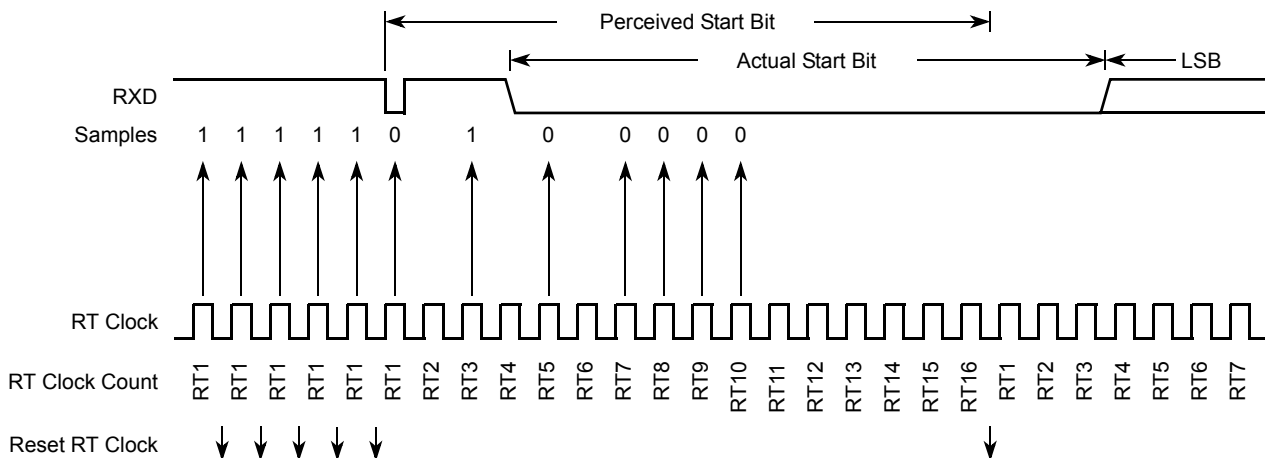 Perceived Start Bit
Actual Start Bit
LSB
RXD
Samples 1 1 1 1 1 0 1 0 0 0 0 0
RT Clock
RT Clock Count RT1 RT1 RT1 RT1 RT1 RT1 RT2 RT3 RT4 RT5 RT6 RT7 RT8 RT9 RT10 RT11 RT12 RT13 RT14 RT15 RT16 RT1 RT2 RT3 RT4 RT5 RT6 RT7
Reset RT Clock